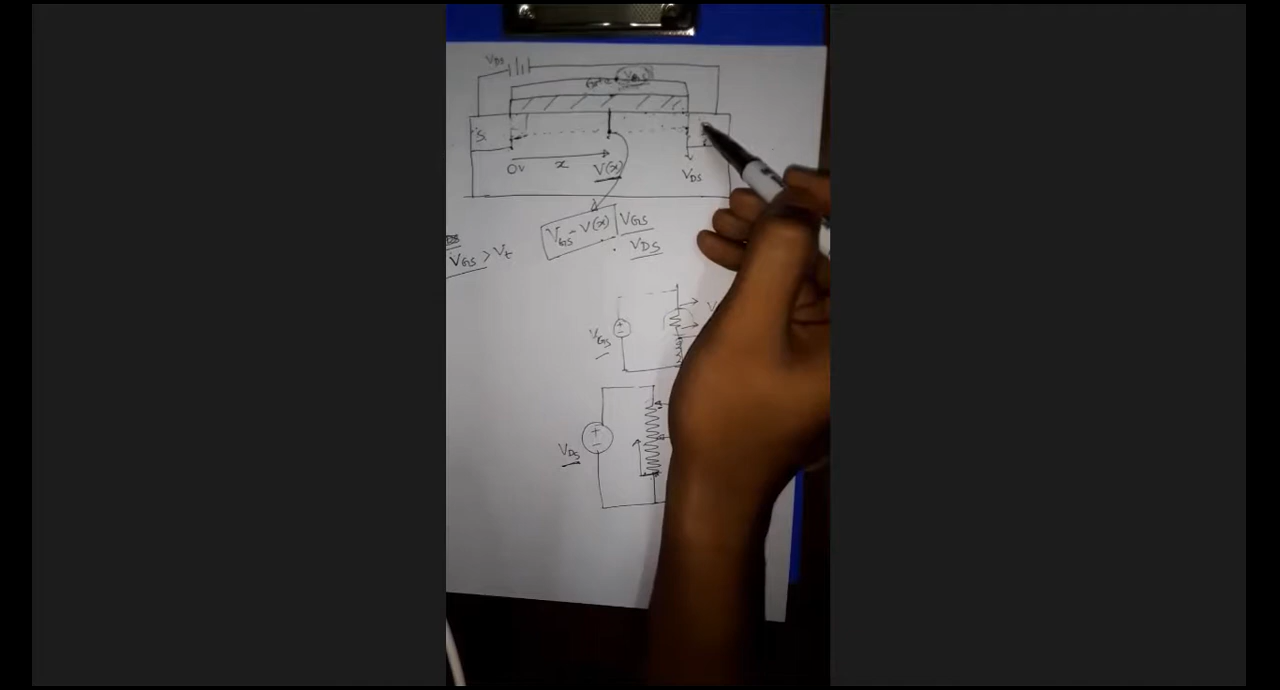 VDS
S
0V x V(x) VDS
VGS - V(x) VGS
VDS
VGS > Vt
VGS
VDS